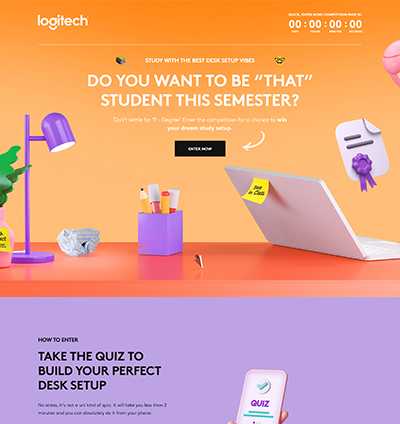 logitech
QUICK, ENTER NOW! COMPETITION ENDS IN:
00 : 00 : 00 : 00
DAYS HOURS MINUTES SECONDS
STUDY WITH THE BEST DESK SETUP VIBES
DO YOU WANT TO BE “THAT”
STUDENT THIS SEMESTER?
Don't settle for 'P - Degree'. Enter the competition for a chance to win
your dream study setup.
ENTER NOW
in Class
HOW TO ENTER
TAKE THE QUIZ TO
BUILD YOUR PERFECT
DESK SETUP
No stress, it's not a uni kind of quiz. It will take you less than 2
minutes and you can absolutely do it from your phone.
QUIZ